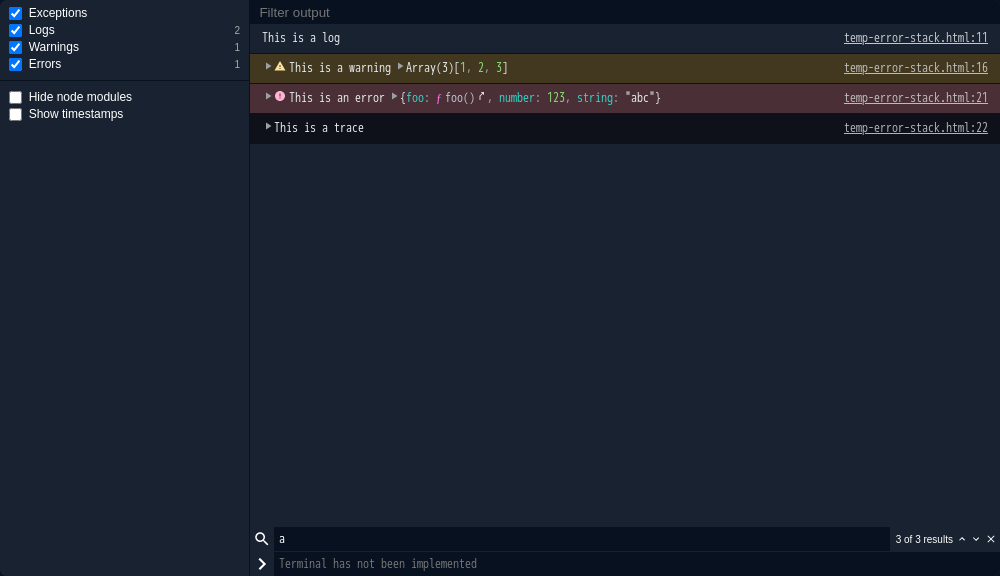 Exceptions
Logs 2
Warnings 1
Errors 1
Hide node modules
Show timestamps
Filter output
This is a log temp-error-stack.html:11
This is a warning Array(3)[1, 2, 3] temp-error-stack.html:16
This is an error {foo: ƒ foo() , number: 123, string: "abc"} temp-error-stack.html:21
This is a trace temp-error-stack.html:22
a 3 of 3 results
Terminal has not been implemented